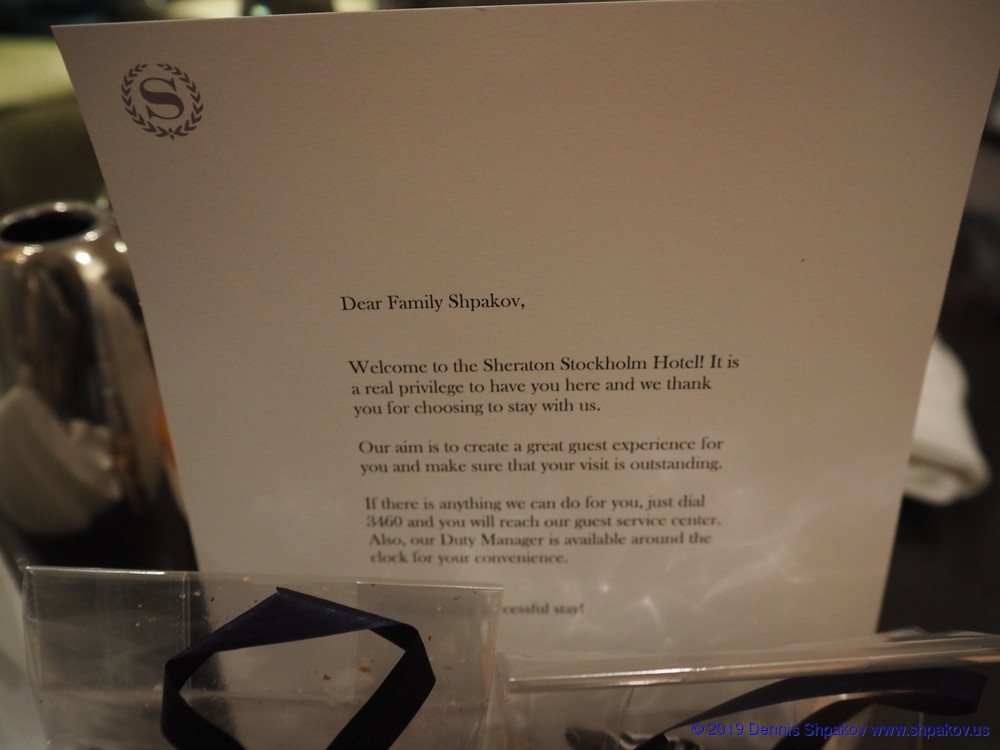 S
Dear Family Shpakov,
Welcome to the Sheraton Stockholm Hotel! It is
a real privilege to have you here and we thank
you for choosing to stay with us.
Our aim is to create a great guest experience for
you and make sure that your visit is outstanding.
If there is anything we can do for you, just dial
3460 and you will reach our guest service center.
Also, our Duty Manager is available around the
clock for your convenience.
stay!
© 2019 Dennis Shpakov www.shpakov.us